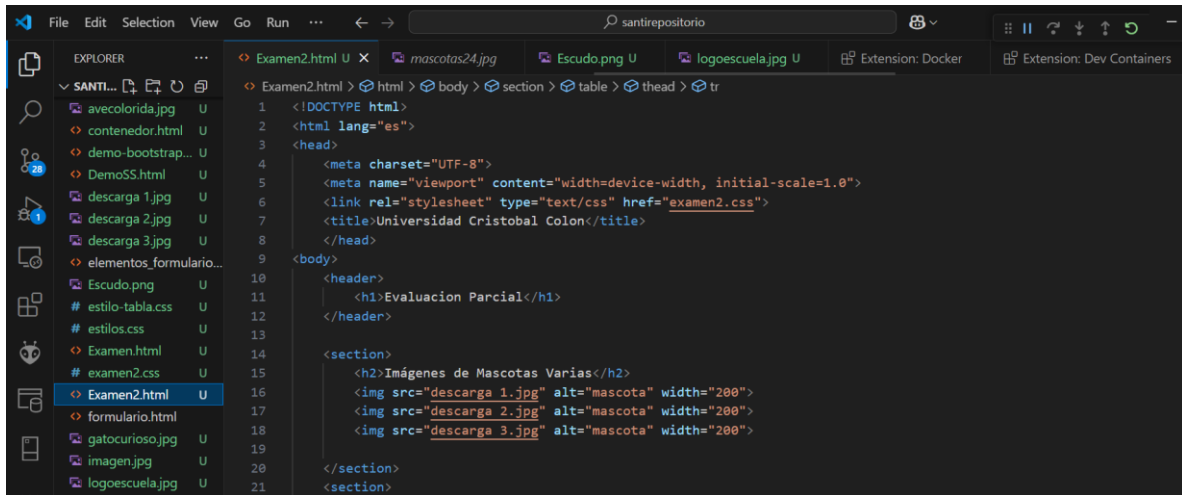 File Edit Selection View Go Run ··· ← → santirepositorio
EXPLORER ···
Examen2.html U ×
mascotas24.jpg
Escudo.png U
logoescuela.jpg U
Extension: Docker
Extension: Dev Containers
SANTI...
Examen2.html > html > body > section > table > thead > tr
avecolorida.jpg U
contenedor.html U
demo-bootstrap... U
DemoSS.html U
descarga 1.jpg U
descarga 2.jpg U
descarga 3.jpg U
elementos_formulario...
Escudo.png U
# estilo-tabla.css U
# estilos.css U
Examen.html U
# examen2.css U
Examen2.html U
formulario.html
gatocurioso.jpg U
imagen.jpg U
logoescuela.jpg U
28
1
1 <!DOCTYPE html>
2 <html lang="es">
3 <head>
4 <meta charset="UTF-8">
5 <meta name="viewport" content="width=device-width, initial-scale=1.0">
6 <link rel="stylesheet" type="text/css" href="examen2.css">
7 <title>Universidad Cristobal Colon</title>
8 </head>
9 <body>
10 <header>
11 <h1>Evaluacion Parcial</h1>
12 </header>
13
14 <section>
15 <h2>Imágenes de Mascotas Varias</h2>
16 <img src="descarga 1.jpg" alt="mascota" width="200">
17 <img src="descarga 2.jpg" alt="mascota" width="200">
18 <img src="descarga 3.jpg" alt="mascota" width="200">
19
20 </section>
21 <section>